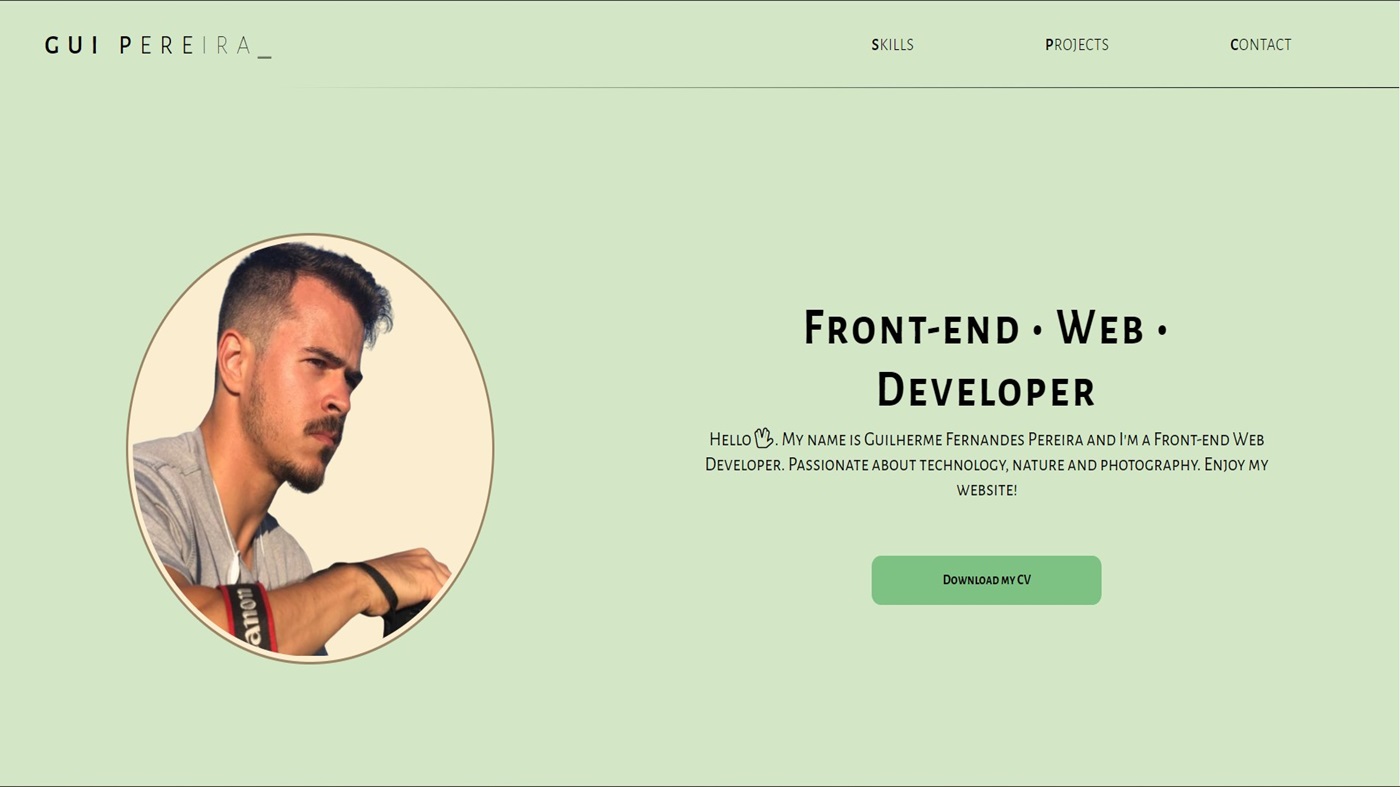 GUI PEREIRA_
SKILLS
PROJECTS
CONTACT
Front-end • Web •
Developer
Hello 👋. My name is Guilherme Fernandes Pereira and I'm a Front-end Web
Developer. Passionate about technology, nature and photography. Enjoy my
website!
Download my CV
anon